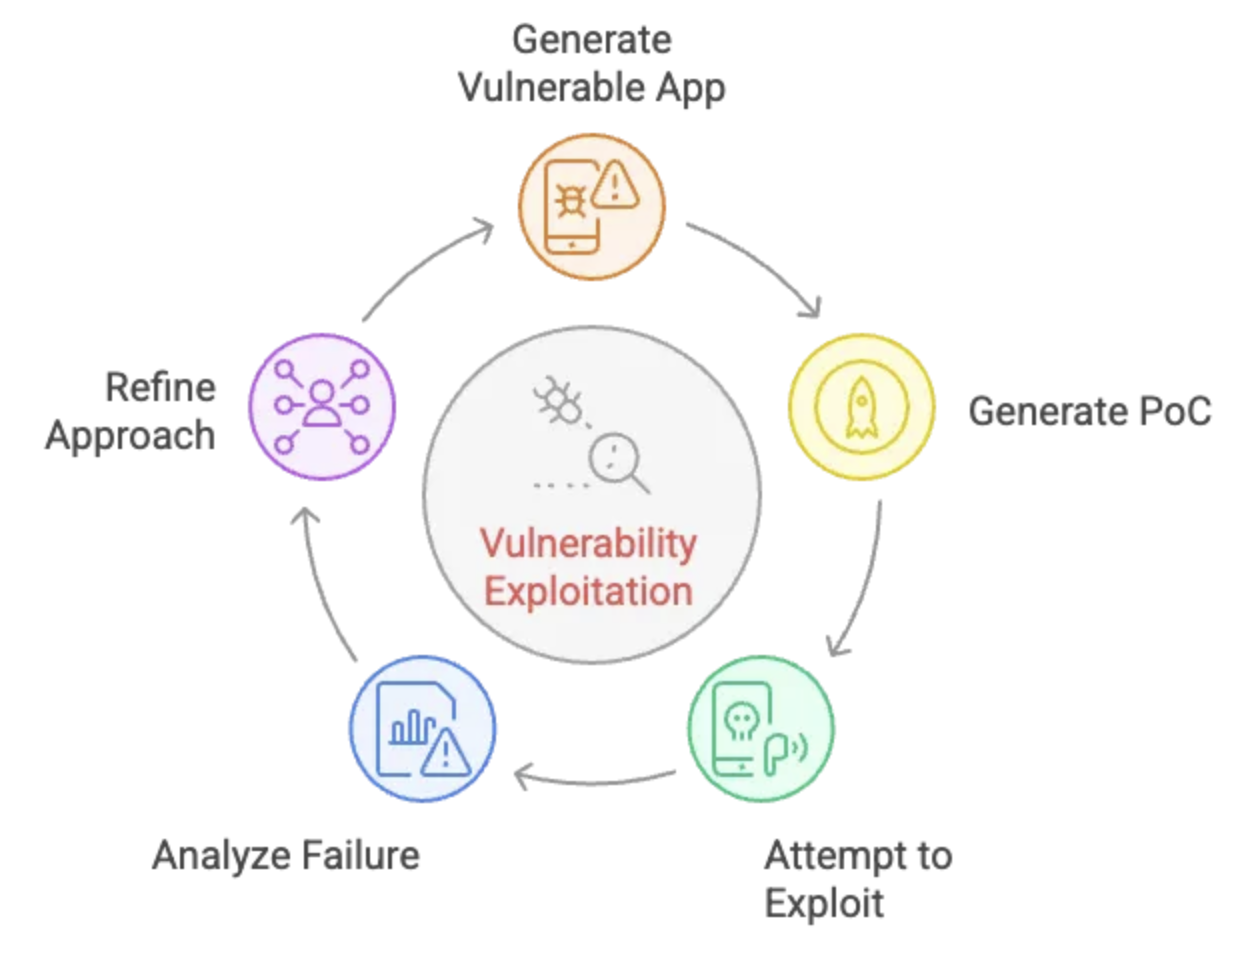 Generate
Vulnerable App
Generate PoC
Attempt to
Exploit
Analyze Failure
Refine
Approach
Vulnerability
Exploitation